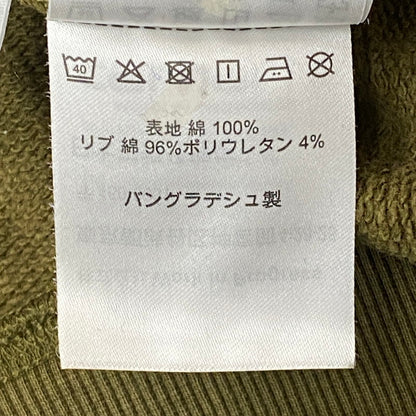 40
表地 綿 100%
リブ 綿 96%ポリウレタン 4%
バングラデシュ製